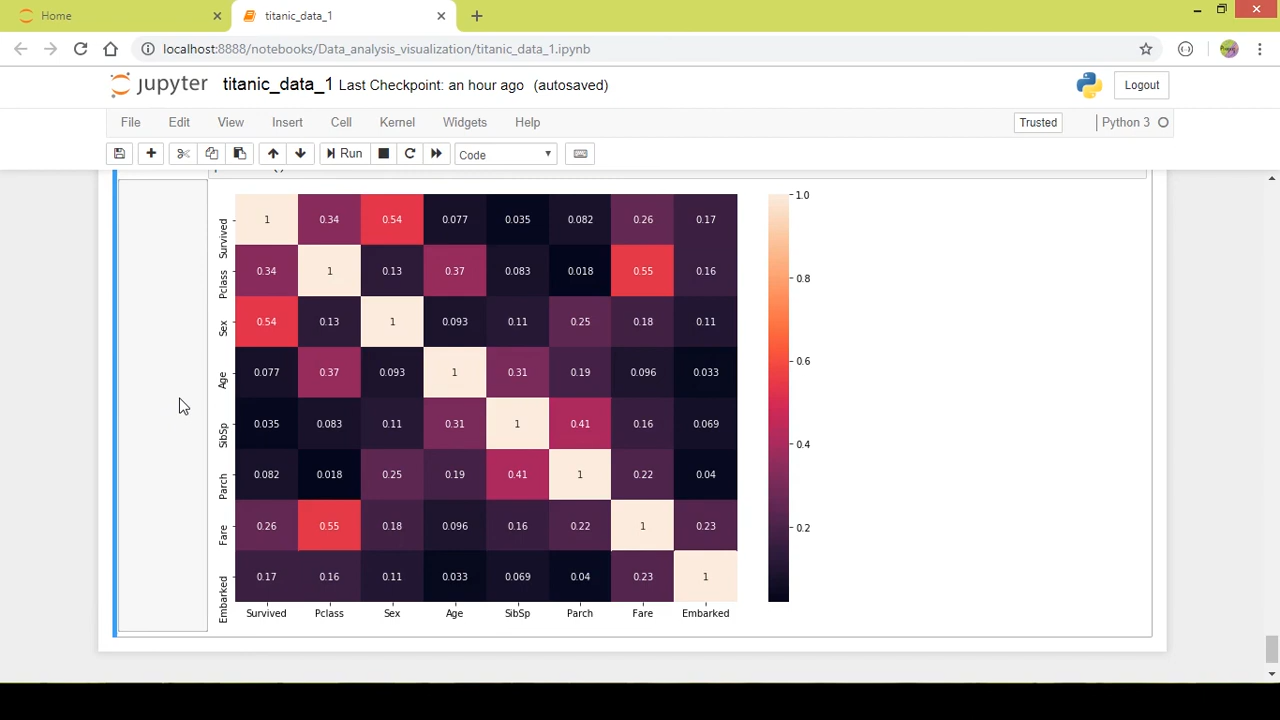 Home
titanic_data_1
localhost:8888/notebooks/Data_analysis_visualization/titanic_data_1.ipynb
jupyter titanic_data_1 Last Checkpoint: an hour ago (autosaved)
Logout
File Edit View Insert Cell Kernel Widgets Help
Trusted
Python 3
Run
Code
Survived 1 0.34 0.54 0.077 0.035 0.082 0.26 0.17
Pclass 0.34 1 0.13 0.37 0.083 0.018 0.55 0.16
Sex 0.54 0.13 1 0.093 0.11 0.25 0.18 0.11
Age 0.077 0.37 0.093 1 0.31 0.19 0.096 0.033
SibSp 0.035 0.083 0.11 0.31 1 0.41 0.16 0.069
Parch 0.082 0.018 0.25 0.19 0.41 1 0.22 0.04
Fare 0.26 0.55 0.18 0.096 0.16 0.22 1 0.23
Embarked 0.17 0.16 0.11 0.033 0.069 0.04 0.23 1
Survived Pclass Sex Age SibSp Parch Fare Embarked
1.0
0.8
0.6
0.4
0.2